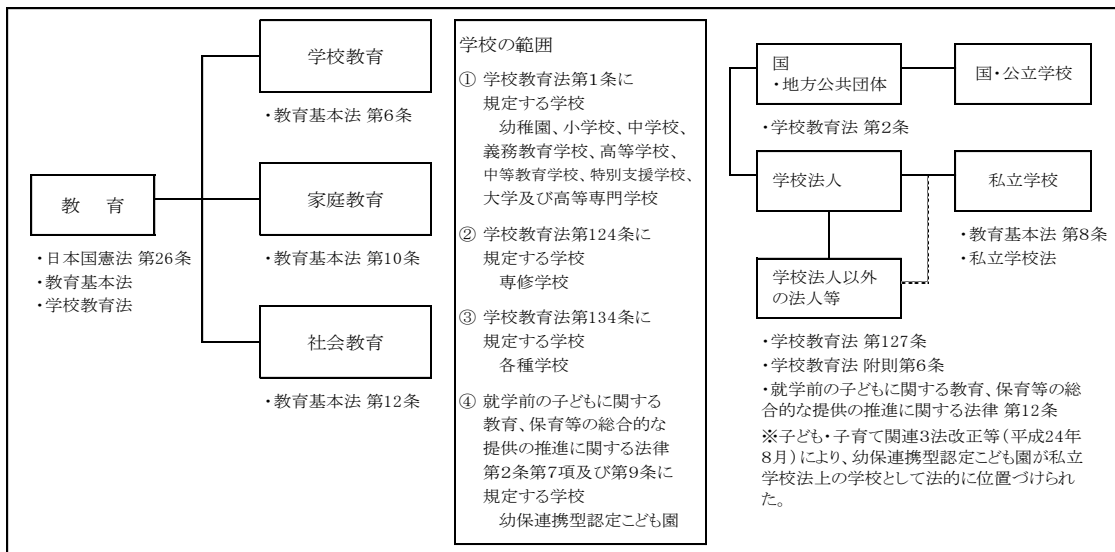 教　育
・日本国憲法 第26条
・教育基本法
・学校教育法
学校教育
・教育基本法 第6条
家庭教育
・教育基本法 第10条
社会教育
・教育基本法 第12条
学校の範囲
① 学校教育法第1条に
規定する学校
幼稚園、小学校、中学校、
義務教育学校、高等学校、
中等教育学校、特別支援学校、
大学及び高等専門学校
② 学校教育法第124条に
規定する学校
専修学校
③ 学校教育法第134条に
規定する学校
各種学校
④ 就学前の子どもに関する
教育、保育等の総合的な
提供の推進に関する法律
第2条第7項及び第9条に
規定する学校
幼保連携型認定こども園
国
・地方公共団体
国・公立学校
・学校教育法 第2条
学校法人
私立学校
・教育基本法 第8条
・私立学校法
学校法人以外
の法人等
・学校教育法 第127条
・学校教育法 附則第6条
・就学前の子どもに関する教育、保育等の総
合的な提供の推進に関する法律 第12条
※子ども・子育て関連3法改正等（平成24年
8月）により、幼保連携型認定こども園が私立
学校法上の学校として法的に位置づけられ
た。